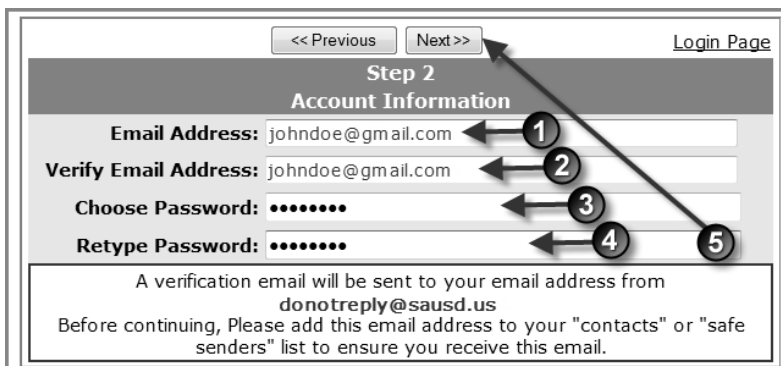 << Previous Next >> Login Page
Step 2
Account Information
Email Address: johndoe@gmail.com 1
Verify Email Address: johndoe@gmail.com 2
Choose Password: •••••••• 3
Retype Password: •••••••• 4 5
A verification email will be sent to your email address from
donotreply@sausd.us
Before continuing, Please add this email address to your "contacts" or "safe
senders" list to ensure you receive this email.